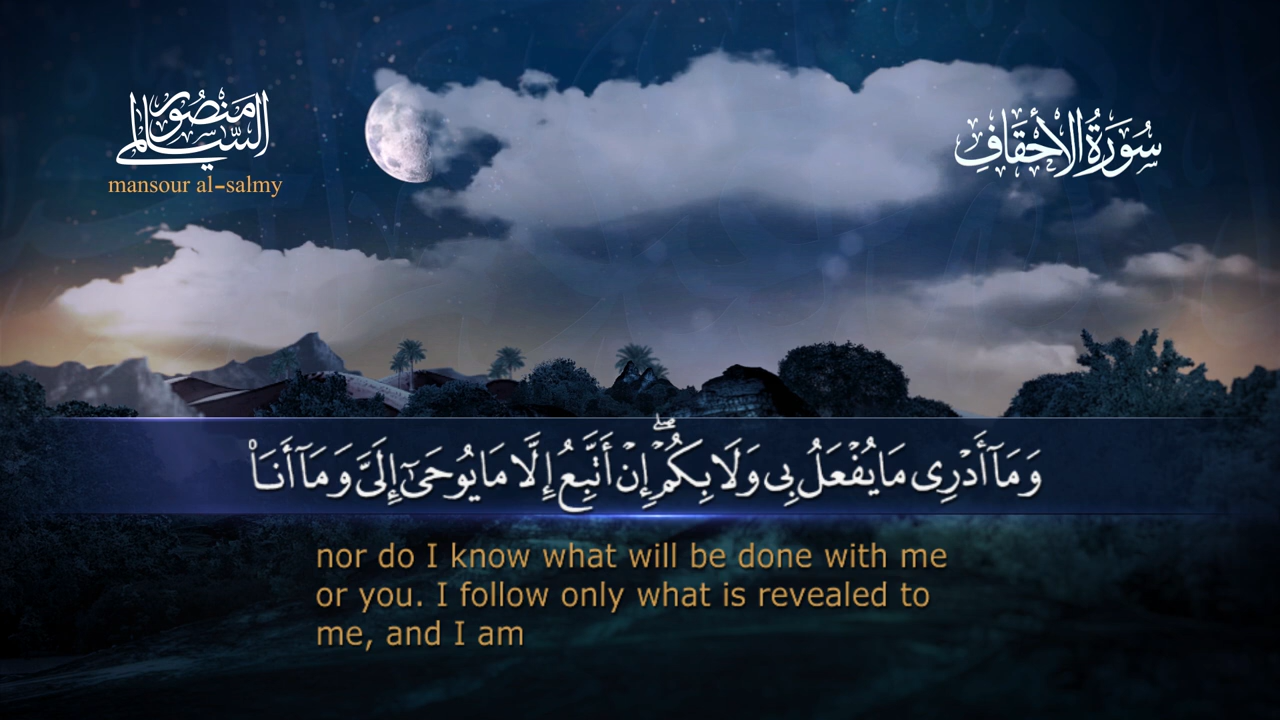 منصور السالمي
mansour al-salmy
سُورَةُ الأَحْقَافِ
وَمَآ أَدْرِى مَا يُفْعَلُ بِى وَلَا بِكُمْ ۖ إِنْ أَتَّبِعُ إِلَّا مَا يُوحَىٰٓ إِلَىَّ وَمَآ أَنَا۠
nor do I know what will be done with me
or you. I follow only what is revealed to
me, and I am